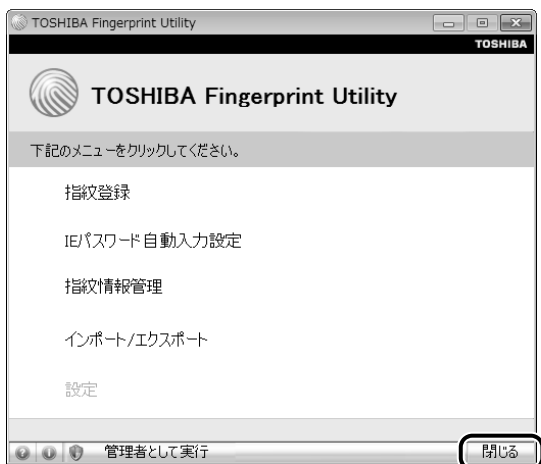 TOSHIBA Fingerprint Utility
TOSHIBA
TOSHIBA Fingerprint Utility
下記のメニューをクリックしてください。
指紋登録
IEパスワード自動入力設定
指紋情報管理
インポート/エクスポート
設定
管理者として実行
閉じる